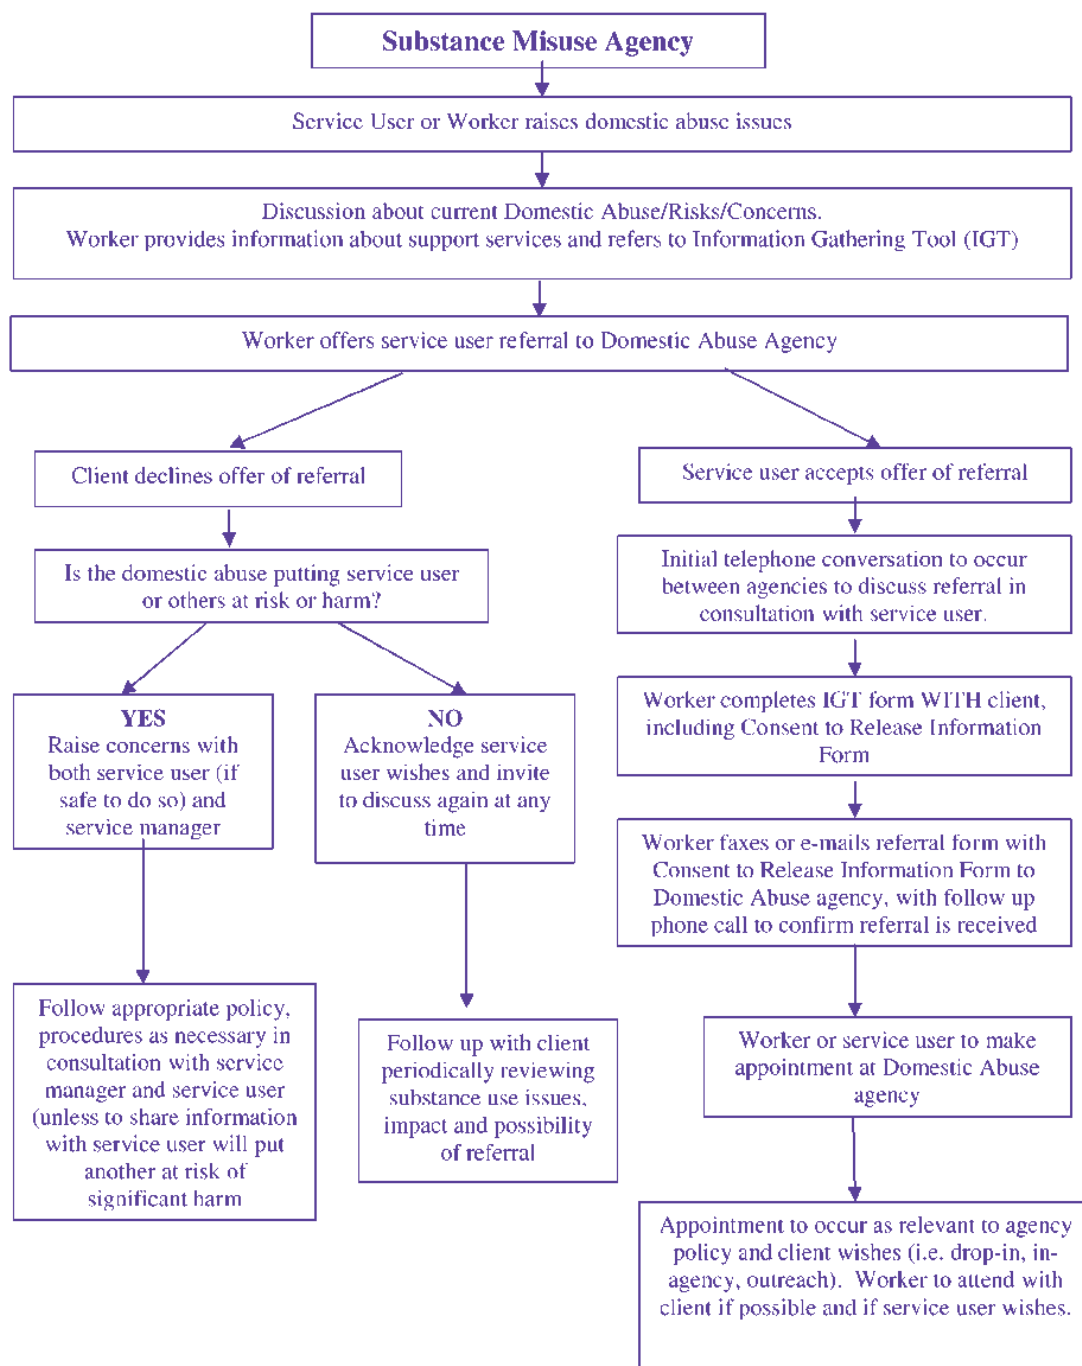 Substance Misuse Agency
Service User or Worker raises domestic abuse issues
Discussion about current Domestic Abuse/Risks/Concerns.
Worker provides information about support services and refers to Information Gathering Tool (IGT)
Worker offers service user referral to Domestic Abuse Agency
Client declines offer of referral
Is the domestic abuse putting service user
or others at risk or harm?
YES
Raise concerns with
both service user (if
safe to do so) and
service manager
Follow appropriate policy,
procedures as necessary in
consultation with service
manager and service user
(unless to share information
with service user will put
another at risk of
significant harm
NO
Acknowledge service
user wishes and invite
to discuss again at any
time
Follow up with client
periodically reviewing
substance use issues,
impact and possibility
of referral
Service user accepts offer of referral
Initial telephone conversation to occur
between agencies to discuss referral in
consultation with service user.
Worker completes IGT form WITH client,
including Consent to Release Information
Form
Worker faxes or e-mails referral form with
Consent to Release Information Form to
Domestic Abuse agency, with follow up
phone call to confirm referral is received
Worker or service user to make
appointment at Domestic Abuse
agency
Appointment to occur as relevant to agency
policy and client wishes (i.e. drop-in, in-
agency, outreach).  Worker to attend with
client if possible and if service user wishes.